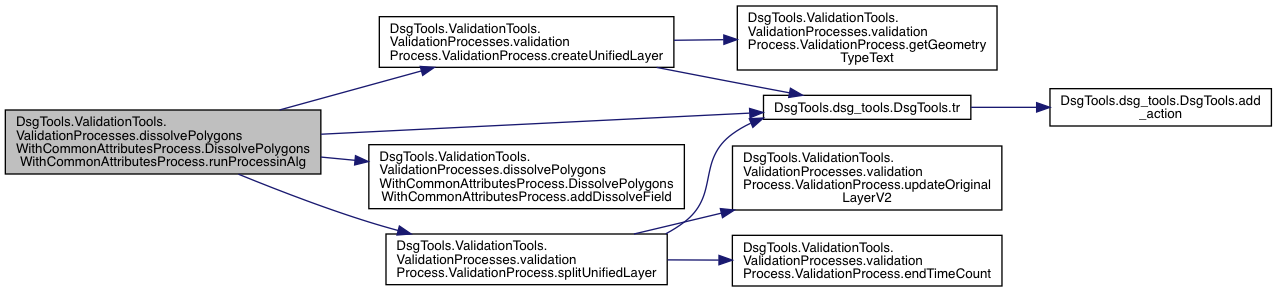 DsgTools.ValidationTools.
ValidationProcesses.dissolvePolygons
WithCommonAttributesProcess.DissolvePolygons
WithCommonAttributesProcess.runProcessinAlg
DsgTools.ValidationTools.
ValidationProcesses.validation
Process.ValidationProcess.createUnifiedLayer
DsgTools.ValidationTools.
ValidationProcesses.dissolvePolygons
WithCommonAttributesProcess.DissolvePolygons
WithCommonAttributesProcess.addDissolveField
DsgTools.ValidationTools.
ValidationProcesses.validation
Process.ValidationProcess.splitUnifiedLayer
DsgTools.ValidationTools.
ValidationProcesses.validation
Process.ValidationProcess.getGeometry
TypeText
DsgTools.dsg_tools.DsgTools.tr
DsgTools.ValidationTools.
ValidationProcesses.validation
Process.ValidationProcess.updateOriginal
LayerV2
DsgTools.ValidationTools.
ValidationProcesses.validation
Process.ValidationProcess.endTimeCount
DsgTools.dsg_tools.DsgTools.add
_action